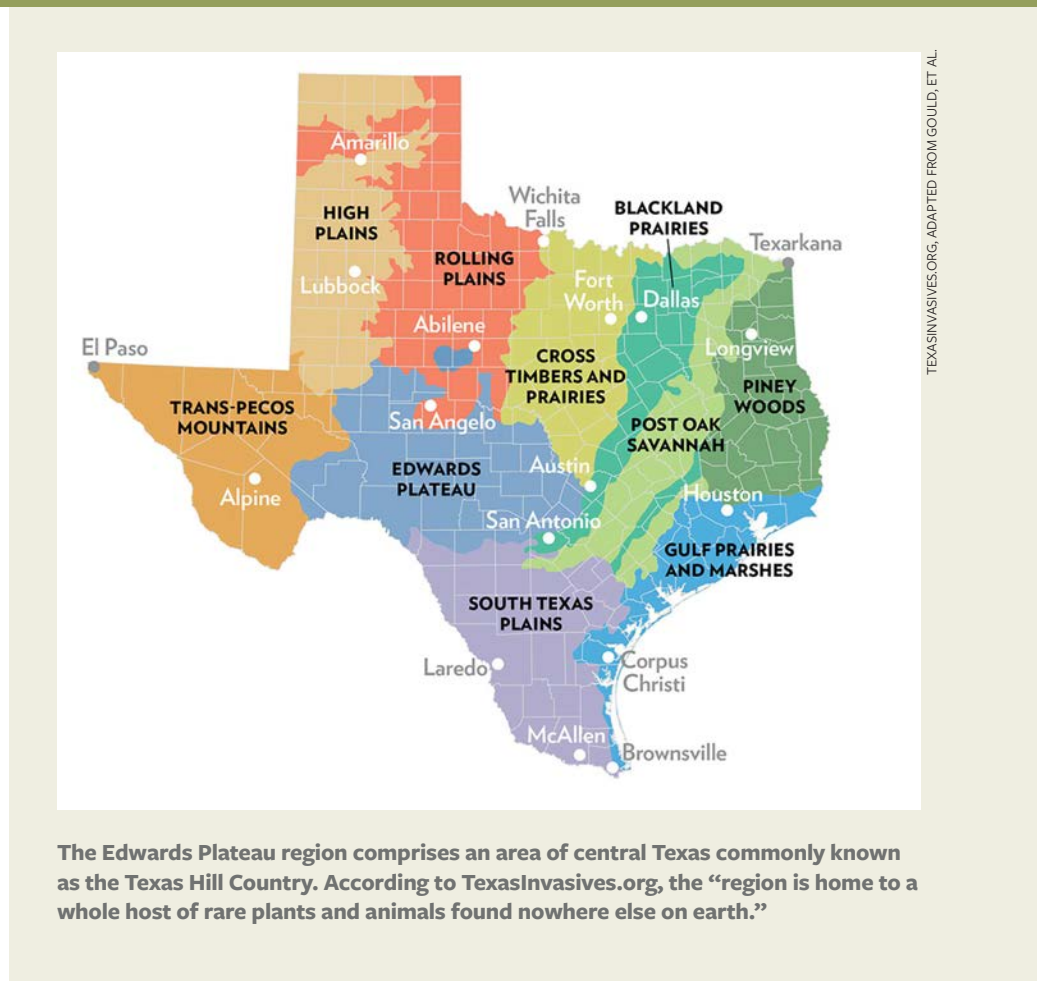 TEXASINVASIVES.ORG, ADAPTED FROM GOULD, ET AL.
Amarillo
HIGH
PLAINS
Lubbock
ROLLING
PLAINS
Abilene
Wichita
Falls
BLACKLAND
PRAIRIES
Texarkana
Fort
Worth
Dallas
Longview
El Paso
CROSS
TIMBERS AND
PRAIRIES
PINEY
WOODS
TRANS-PECOS
MOUNTAINS
San Angelo
POST OAK
SAVANNAH
Alpine
EDWARDS
PLATEAU
Austin
Houston
San Antonio
GULF PRAIRIES
AND MARSHES
SOUTH TEXAS
PLAINS
Laredo
Corpus
Christi
McAllen
Brownsville
The Edwards Plateau region comprises an area of central Texas commonly known
as the Texas Hill Country. According to TexasInvasives.org, the “region is home to a
whole host of rare plants and animals found nowhere else on earth.”